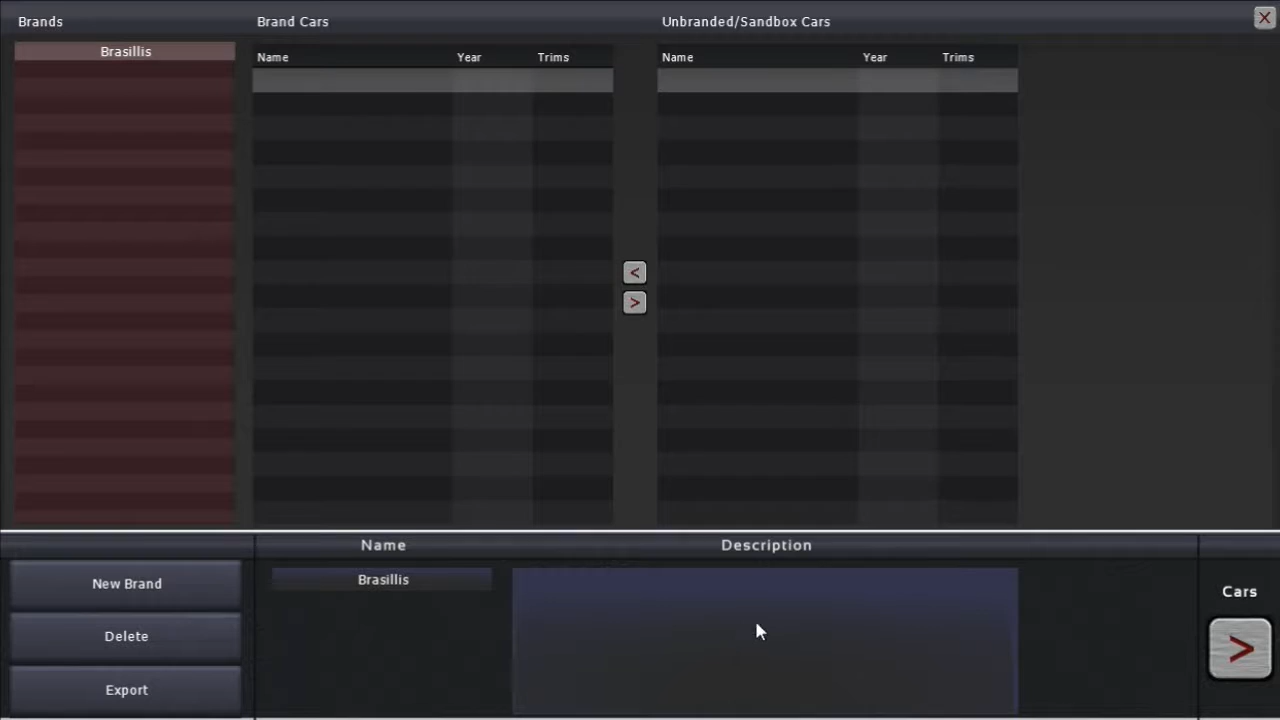 Brands
Brand Cars
Unbranded/Sandbox Cars
X
Brasillis
Name Year Trims
Name Year Trims
<
>
Name
Description
New Brand
Delete
Export
Brasillis
Cars
>